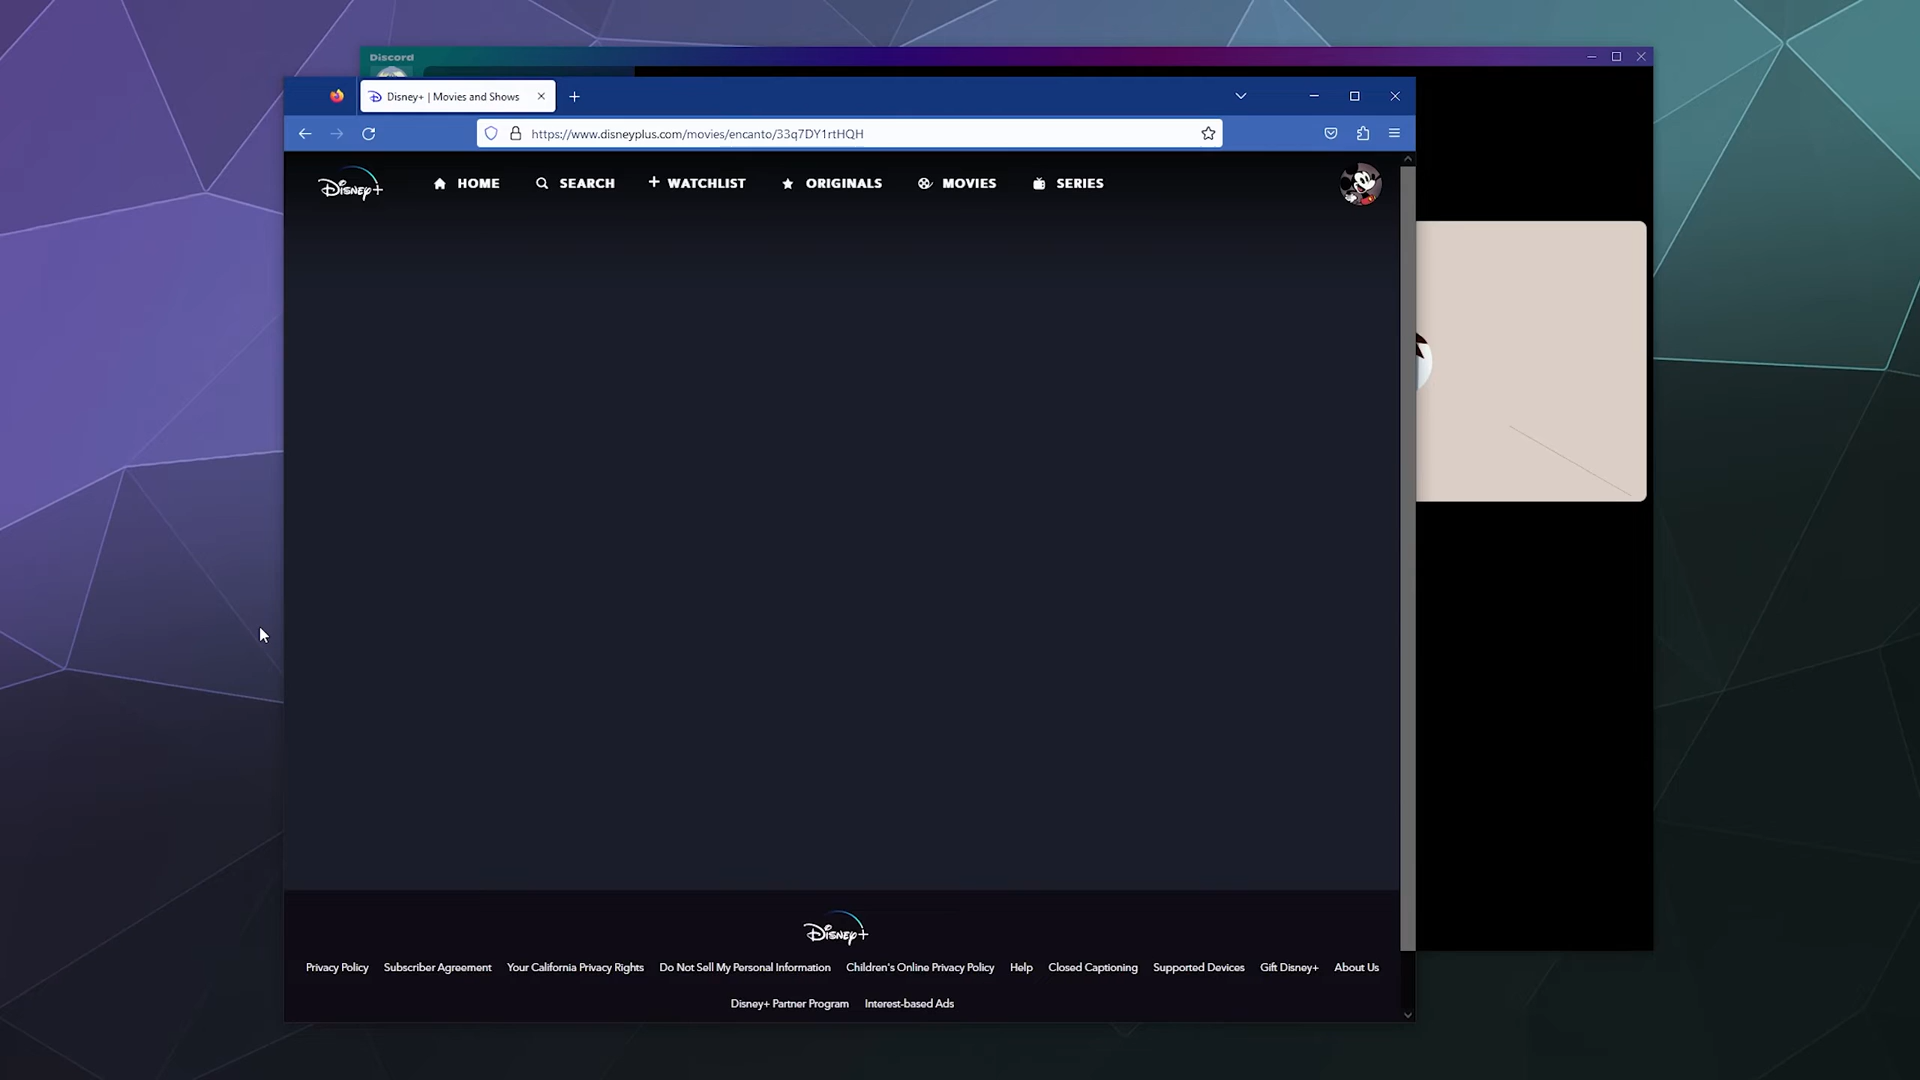 Discord
Disney+ | Movies and Shows
https://www.disneyplus.com/movies/encanto/33q7DY1rtHQH
Disney+ HOME SEARCH WATCHLIST ORIGINALS MOVIES SERIES
Disney+
Privacy Policy Subscriber Agreement Your California Privacy Rights Do Not Sell My Personal Information Children's Online Privacy Policy Help Closed Captioning Supported Devices Gift Disney+ About Us
Disney+ Partner Program Interest-based Ads